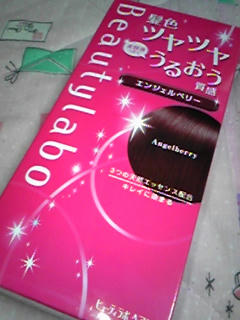 Beautylabo
髪色
ツヤツヤ
うるおう
質感
エンジェルベリー
Angelberry
3つの天然エッセンス配合
キレイに染まる